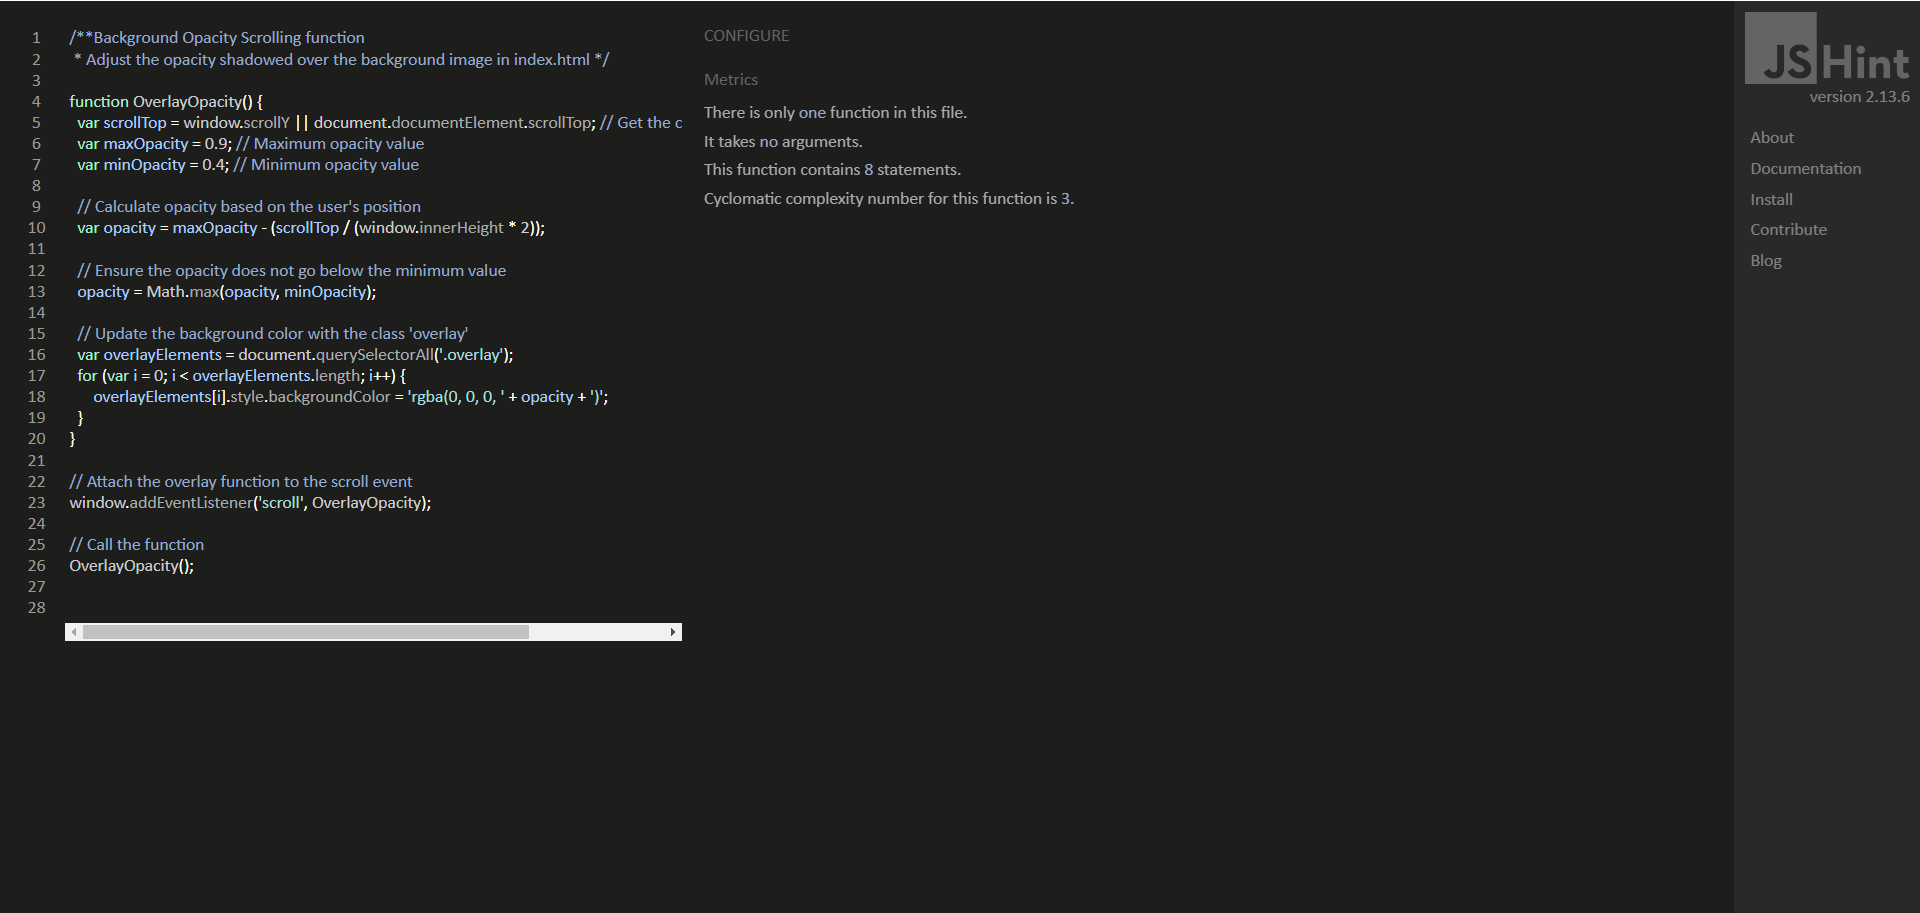 1 /**Background Opacity Scrolling function
2 * Adjust the opacity shadowed over the background image in index.html */
3
4 function OverlayOpacity() {
5 var scrollTop = window.scrollY || document.documentElement.scrollTop; // Get the c
6 var maxOpacity = 0.9; // Maximum opacity value
7 var minOpacity = 0.4; // Minimum opacity value
8
9 // Calculate opacity based on the user's position
10 var opacity = maxOpacity - (scrollTop / (window.innerHeight * 2));
11
12 // Ensure the opacity does not go below the minimum value
13 opacity = Math.max(opacity, minOpacity);
14
15 // Update the background color with the class 'overlay'
16 var overlayElements = document.querySelectorAll('.overlay');
17 for (var i = 0; i < overlayElements.length; i++) {
18 overlayElements[i].style.backgroundColor = 'rgba(0, 0, 0, ' + opacity + ')';
19 }
20 }
21
22 // Attach the overlay function to the scroll event
23 window.addEventListener('scroll', OverlayOpacity);
24
25 // Call the function
26 OverlayOpacity();
27
28
CONFIGURE
Metrics
There is only one function in this file.
It takes no arguments.
This function contains 8 statements.
Cyclomatic complexity number for this function is 3.
JSHint
version 2.13.6
About
Documentation
Install
Contribute
Blog